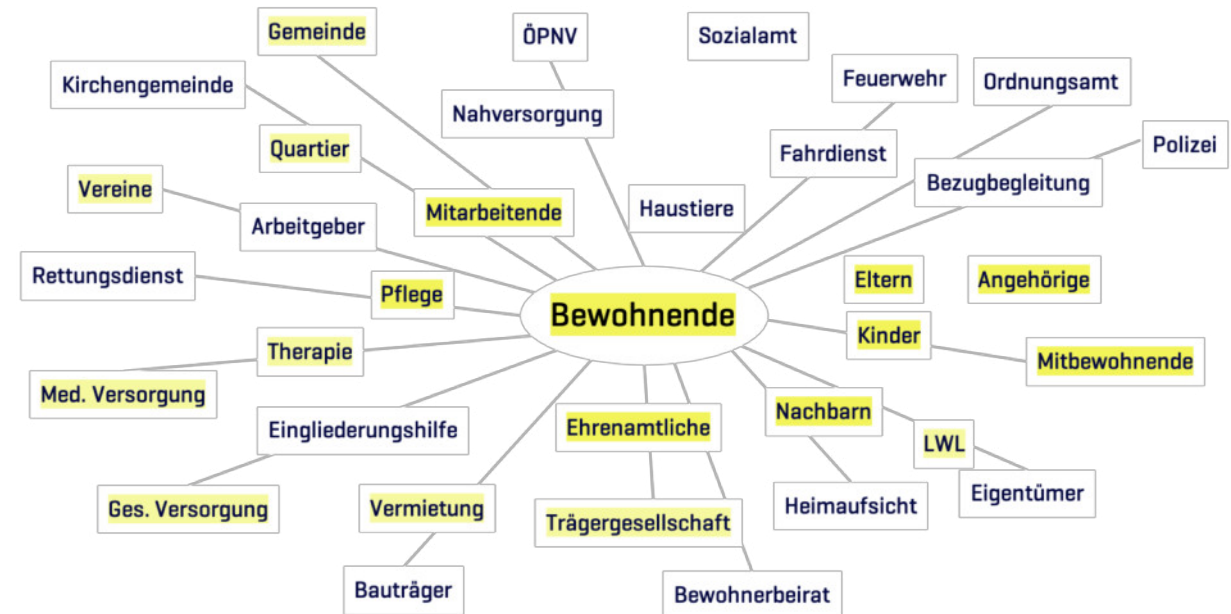 Gemeinde
ÖPNV
Sozialamt
Kirchengemeinde
Feuerwehr
Ordnungsamt
Nahversorgung
Quartier
Fahrdienst
Polizei
Vereine
Mitarbeitende
Bezugbegleitung
Arbeitgeber
Haustiere
Rettungsdienst
Pflege
Eltern
Angehörige
Bewohnende
Kinder
Therapie
Mitbewohnende
Med. Versorgung
Eingliederungshilfe
Ehrenamtliche
Nachbarn
LWL
Ges. Versorgung
Vermietung
Trägergesellschaft
Heimaufsicht
Eigentümer
Bauträger
Bewohnerbeirat